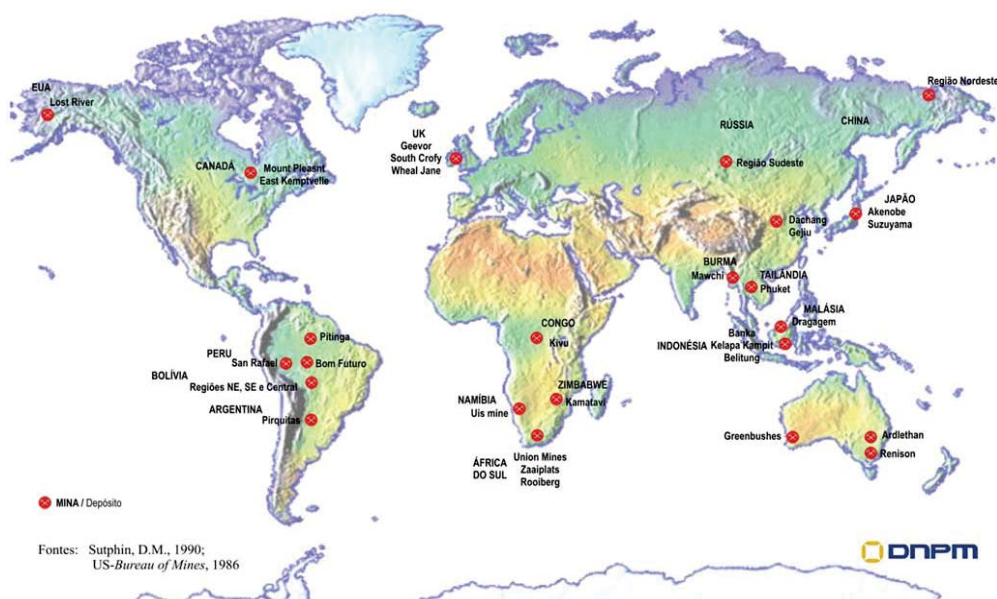 EUA
Lost River
CANADÁ
Mount Pleasnt
East Kemptvelle
UK
Geevor
South Crofy
Wheal Jane
RÚSSIA
CHINA
Região Nordeste
Região Sudeste
JAPÃO
Akenobe
Suzuyama
Dachang
Gejiu
BURMA
Mawchi
TAILÂNDIA
Phuket
MALÁSIA
Dragagem
INDONÉSIA
Banka
Kelapa Kampit
Belitung
CONGO
Kivu
Pitinga
PERU
San Rafael
Bom Futuro
BOLÍVIA
Regiões NE, SE e Central
ARGENTINA
Pirquitas
NAMÍBIA
Uis mine
ZIMBABWE
Kamatavi
ÁFRICA
DO SUL
Union Mines
Zaaiplats
Rooiberg
Greenbushes
Ardlethan
Renison
MINA / Depósito
Fontes: Sutphin, D.M., 1990;
US-Bureau of Mines, 1986
DNPM